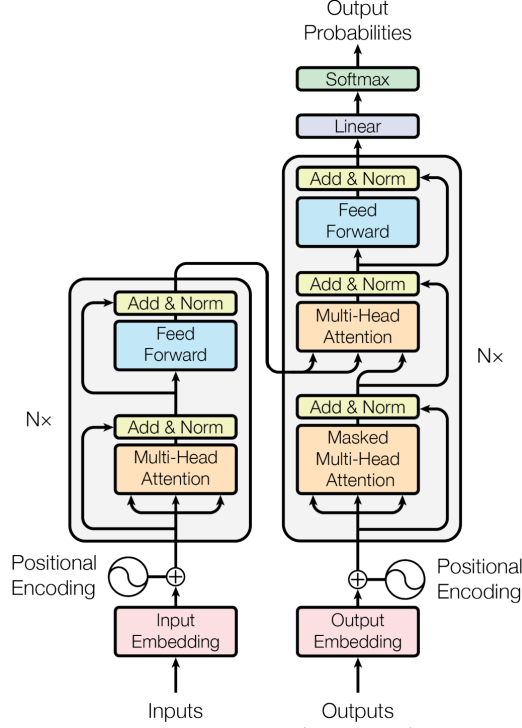 Output
Probabilities
Softmax
Linear
Add & Norm
Feed
Forward
Add & Norm
Multi-Head
Attention
Add & Norm
Masked
Multi-Head
Attention
N×
Add & Norm
Feed
Forward
Add & Norm
Multi-Head
Attention
N×
Positional
Encoding
Positional
Encoding
Input
Embedding
Output
Embedding
Inputs
Outputs